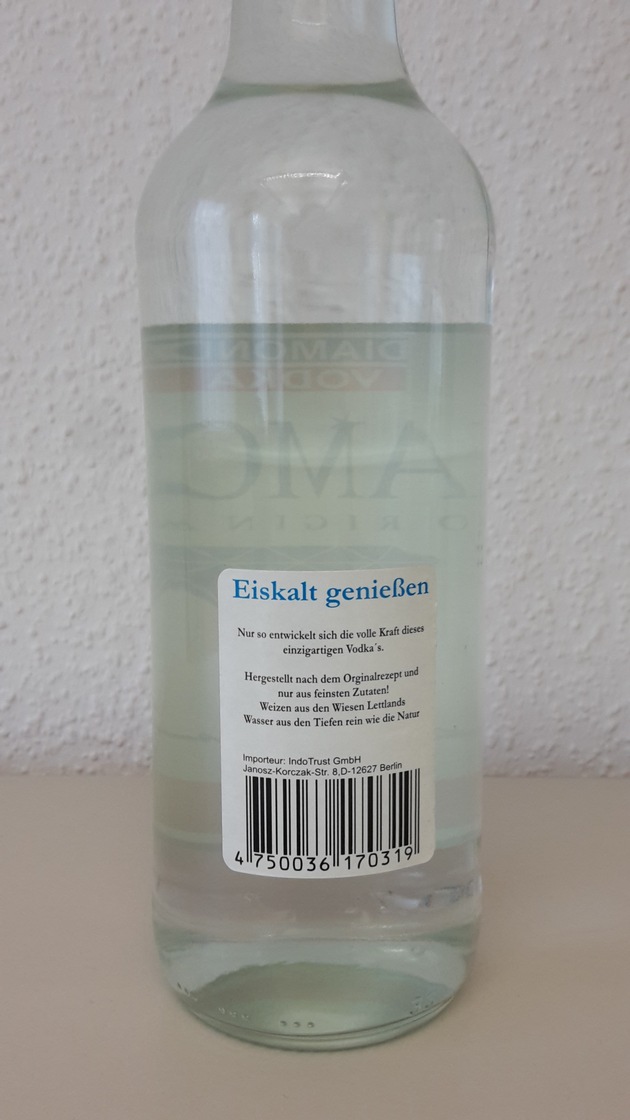 DIAMOND
VODKA
AMC
ORIGIN
Eiskalt genießen
Nur so entwickelt sich die volle Kraft dieses
einzigartigen Vodka´s.
Hergestellt nach dem Orginalrezept und
nur aus feinsten Zutaten!
Weizen aus den Wiesen Lettlands
Wasser aus den Tiefen rein wie die Natur
Importeur: IndoTrust GmbH
Janosz-Korczak-Str. 8,D-12627 Berlin
4 750036 170319